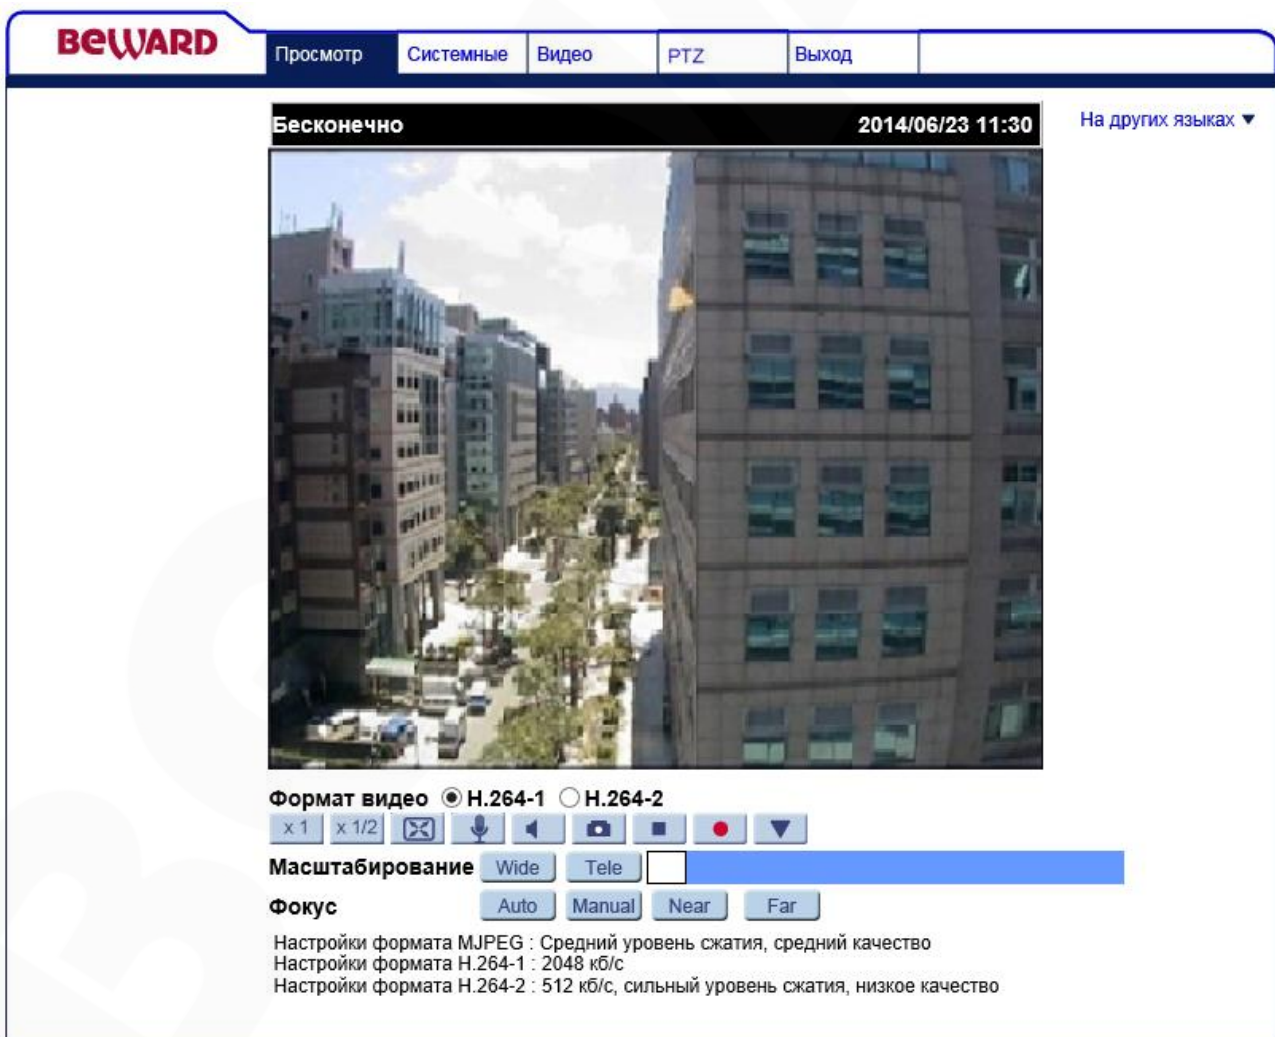 BEWARD
Просмотр Системные Видео PTZ Выход
Бесконечно 2014/06/23 11:30 На других языках ▼
Формат видео H.264-1 H.264-2
x 1 x 1/2
Масштабирование Wide Tele
Фокус Auto Manual Near Far
Настройки формата MJPEG : Средний уровень сжатия, средний качество
Настройки формата H.264-1 : 2048 кб/с
Настройки формата H.264-2 : 512 кб/с, сильный уровень сжатия, низкое качество